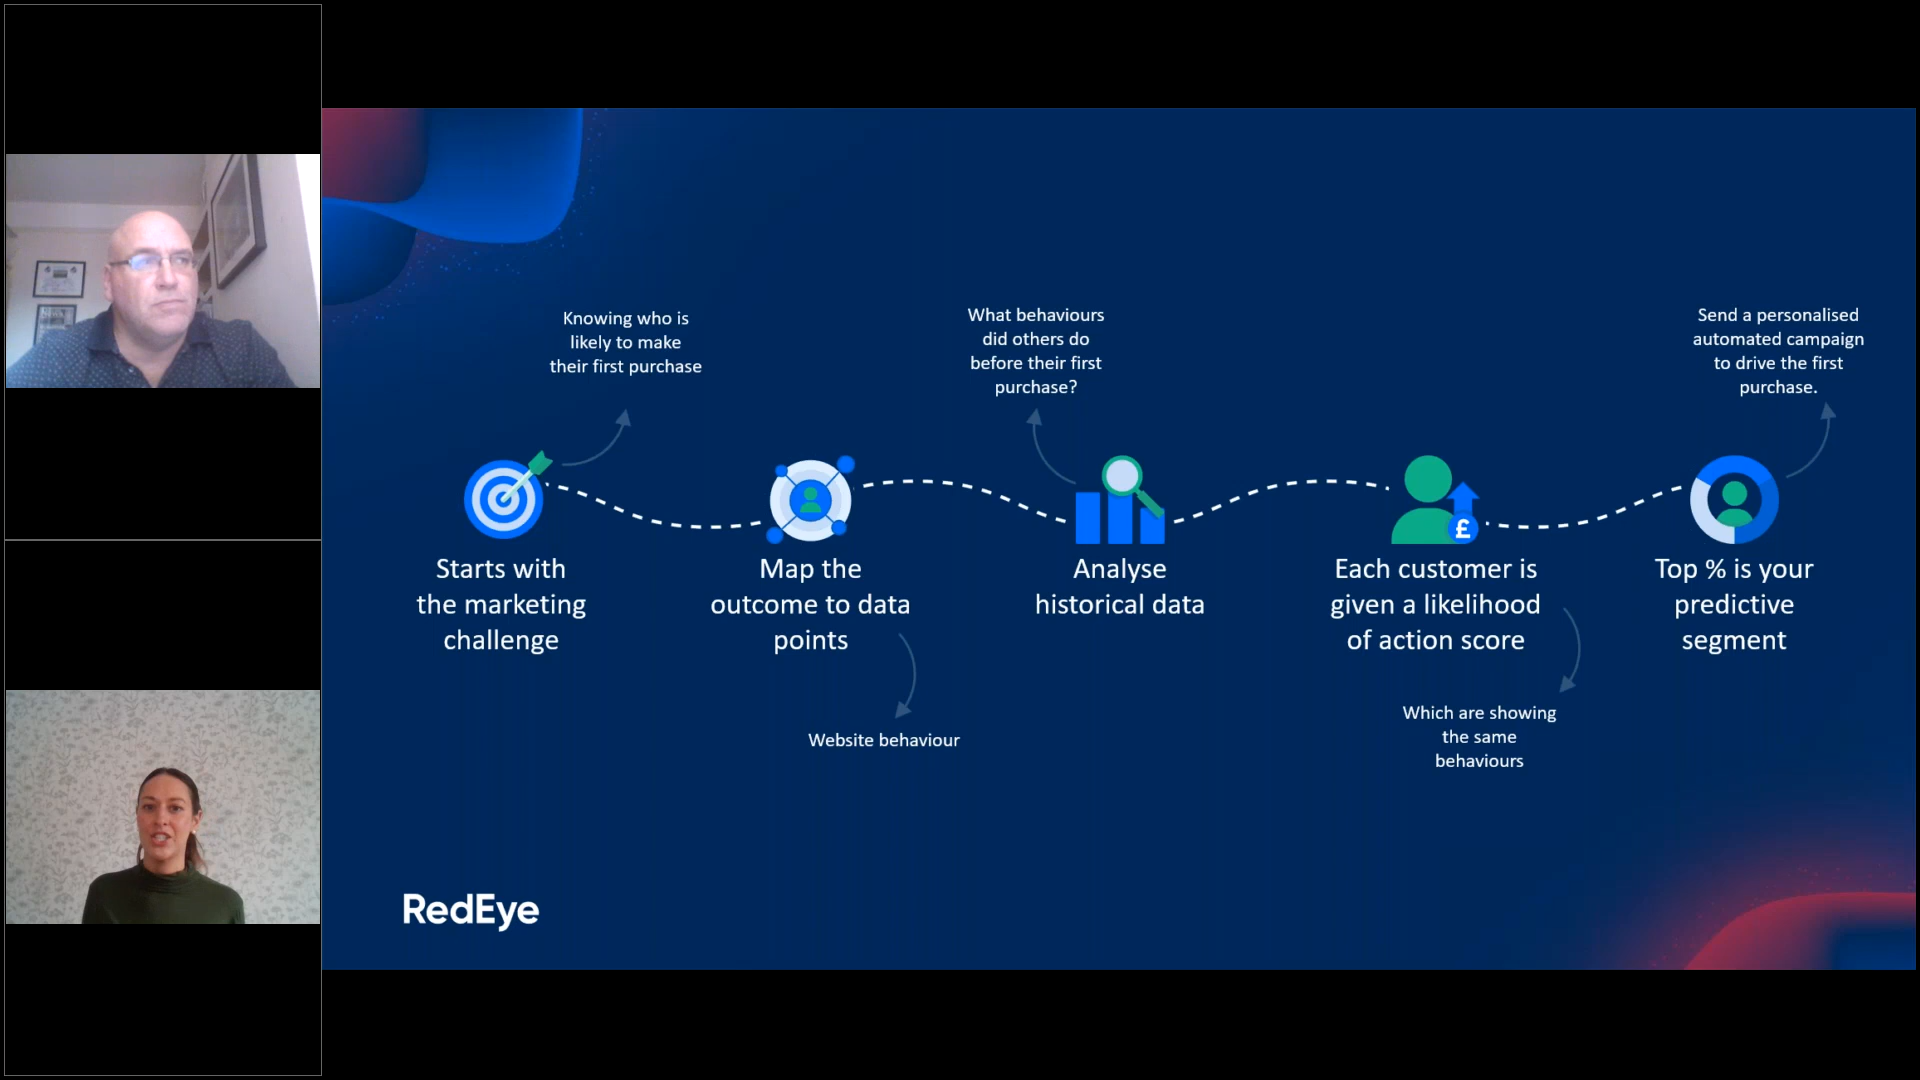 Knowing who is
likely to make
their first purchase
What behaviours
did others do
before their first
purchase?
Send a personalised
automated campaign
to drive the first
purchase.
£
Starts with
the marketing
challenge
Map the
outcome to data
points
Analyse
historical data
Each customer is
given a likelihood
of action score
Top % is your
predictive
segment
Website behaviour
Which are showing
the same
behaviours
RedEye